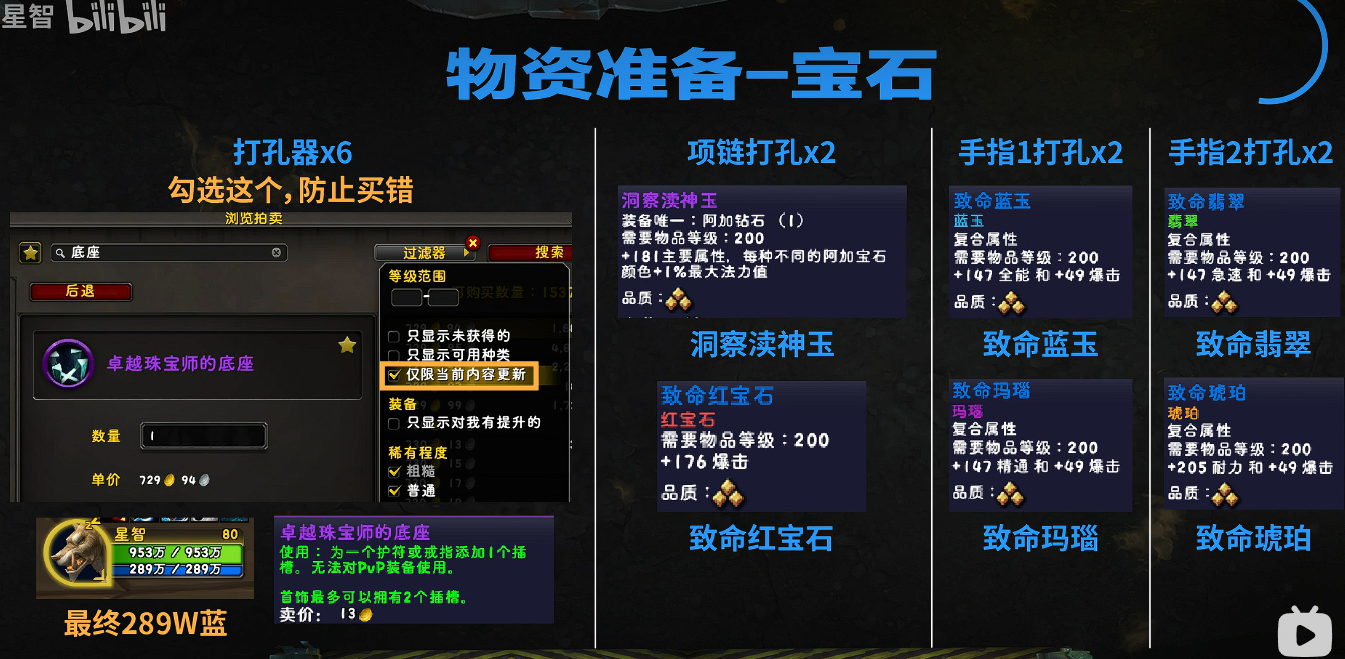 星智 bilibili
物资准备-宝石
打孔器x6
勾选这个,防止买错
浏览拍卖
底座
过滤器
搜索
后退
等级范围
可购买数量：1537
-
只显示未获得的
只显示可用种类
仅限当前内容更新
装备
只显示对我有提升的
稀有程度
粗糙
普通
卓越珠宝师的底座
数量 1
单价 729 94
星智 80
953万 / 953万
289万 / 289万
最终289W蓝
卓越珠宝师的底座
使用：为一个护符或戒指添加1个插
槽。无法对PvP装备使用。
首饰最多可以拥有2个插槽。
卖价： 13
项链打孔x2
洞察渎神玉
装备唯一：阿加钻石 （1）
需要物品等级：200
+181主要属性，每种不同的阿加宝石
颜色+1%最大法力值
品质：
洞察渎神玉
致命红宝石
红宝石
需要物品等级：200
+176 爆击
品质：
致命红宝石
手指1打孔x2
致命蓝玉
蓝玉
复合属性
需要物品等级：200
+147 全能 和 +49 爆击
品质：
致命蓝玉
致命玛瑙
玛瑙
复合属性
需要物品等级：200
+147 精通 和 +49 爆击
品质：
致命玛瑙
手指2打孔x2
致命翡翠
翡翠
复合属性
需要物品等级：200
+147 急速 和 +49 爆击
品质：
致命翡翠
致命琥珀
琥珀
复合属性
需要物品等级：200
+205 耐力 和 +49 爆击
品质：
致命琥珀